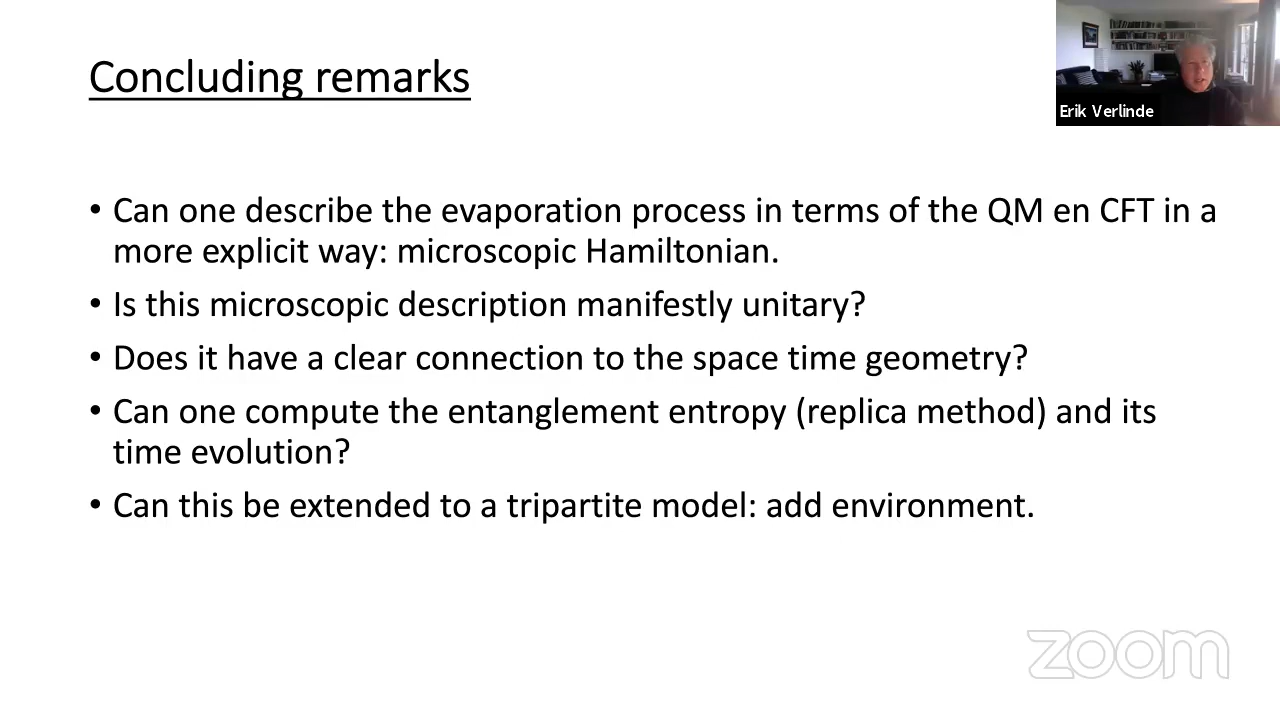 Concluding remarks
Erik Verlinde
• Can one describe the evaporation process in terms of the QM en CFT in a
more explicit way: microscopic Hamiltonian.
• Is this microscopic description manifestly unitary?
• Does it have a clear connection to the space time geometry?
• Can one compute the entanglement entropy (replica method) and its
time evolution?
• Can this be extended to a tripartite model: add environment.
zoom